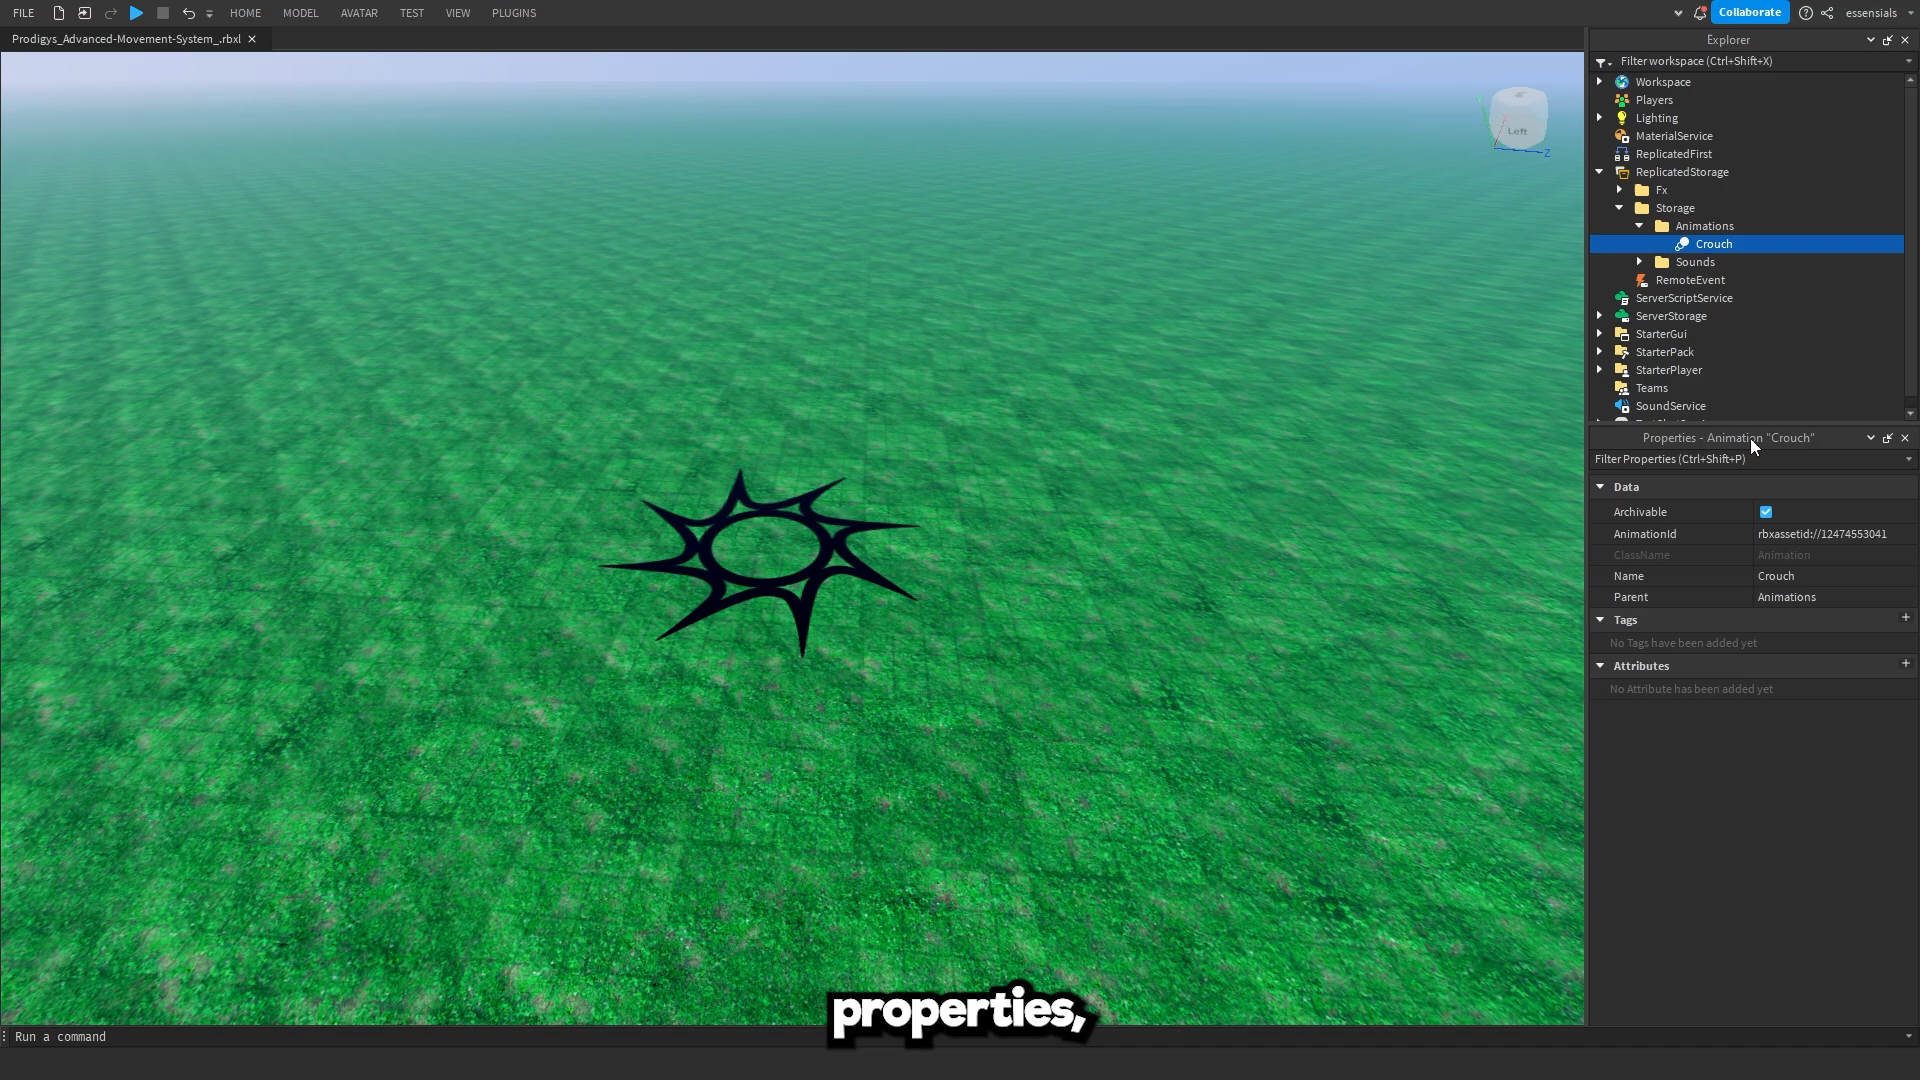 FILE HOME MODEL AVATAR TEST VIEW PLUGINS Collaborate essensials
Prodigys_Advanced-Movement-System_.rbxl
Left
Z
Explorer
Filter workspace (Ctrl+Shift+X)
Workspace
Players
Lighting
MaterialService
ReplicatedFirst
ReplicatedStorage
Fx
Storage
Animations
Crouch
Sounds
RemoteEvent
ServerScriptService
ServerStorage
StarterGui
StarterPack
StarterPlayer
Teams
SoundService
Properties - Animation "Crouch"
Filter Properties (Ctrl+Shift+P)
Data
Archivable
AnimationId rbxassetid://12474553041
ClassName Animation
Name Crouch
Parent Animations
Tags
No Tags have been added yet
Attributes
No Attribute has been added yet
properties,
Run a command